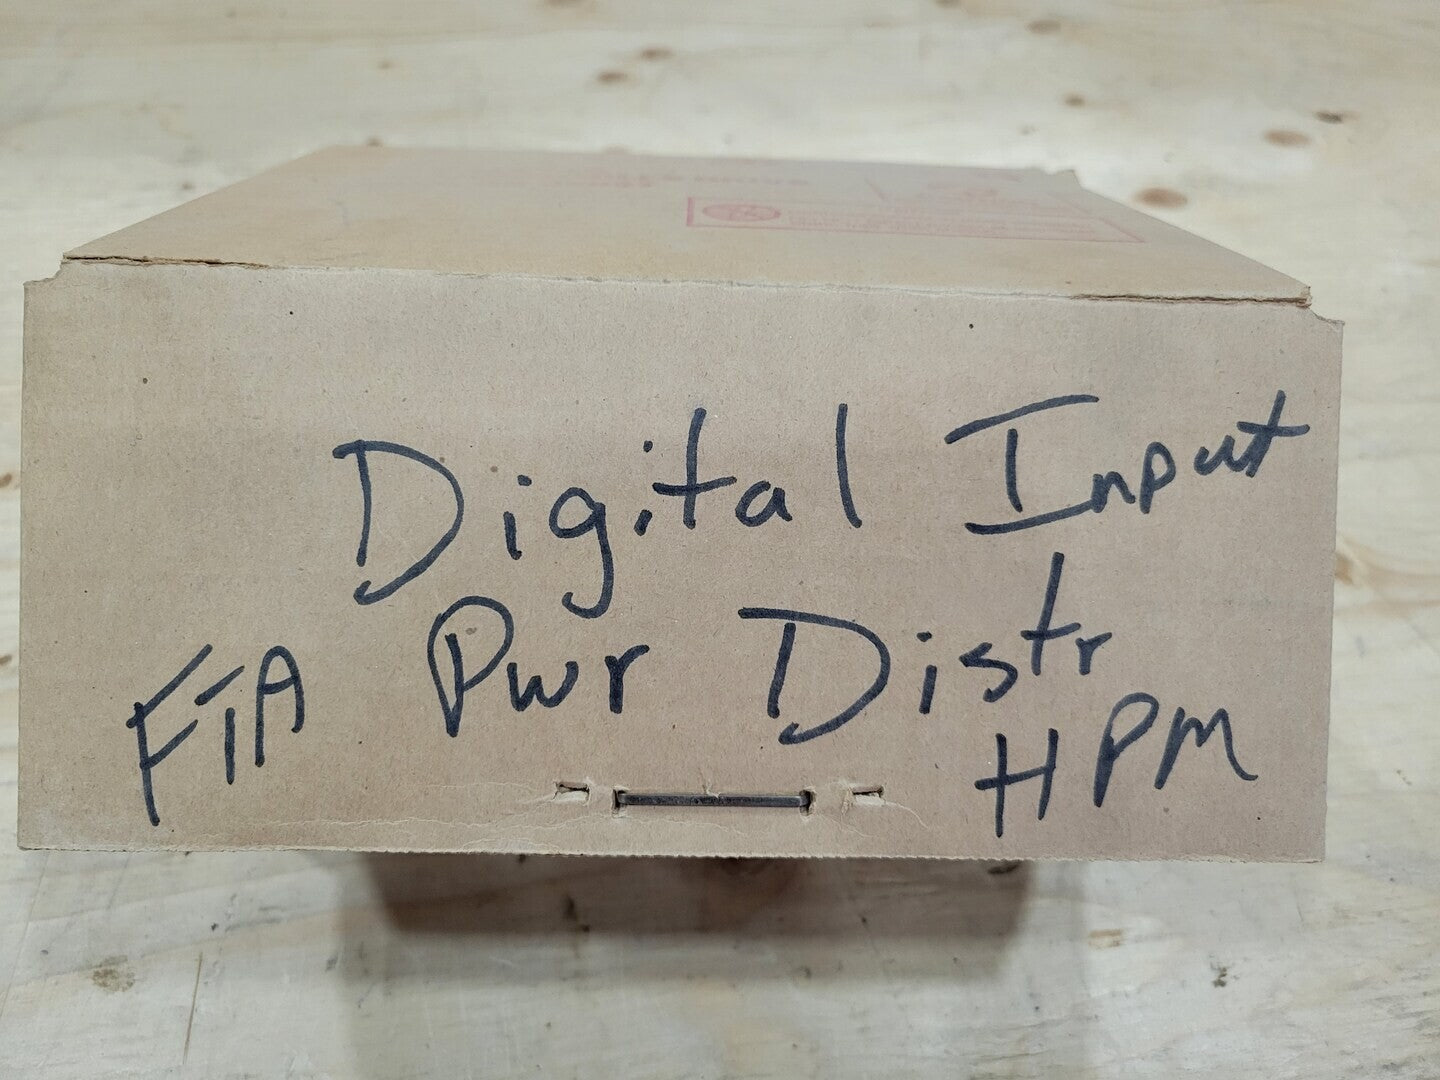 Digital Input
FTA Pwr Distr
HPM